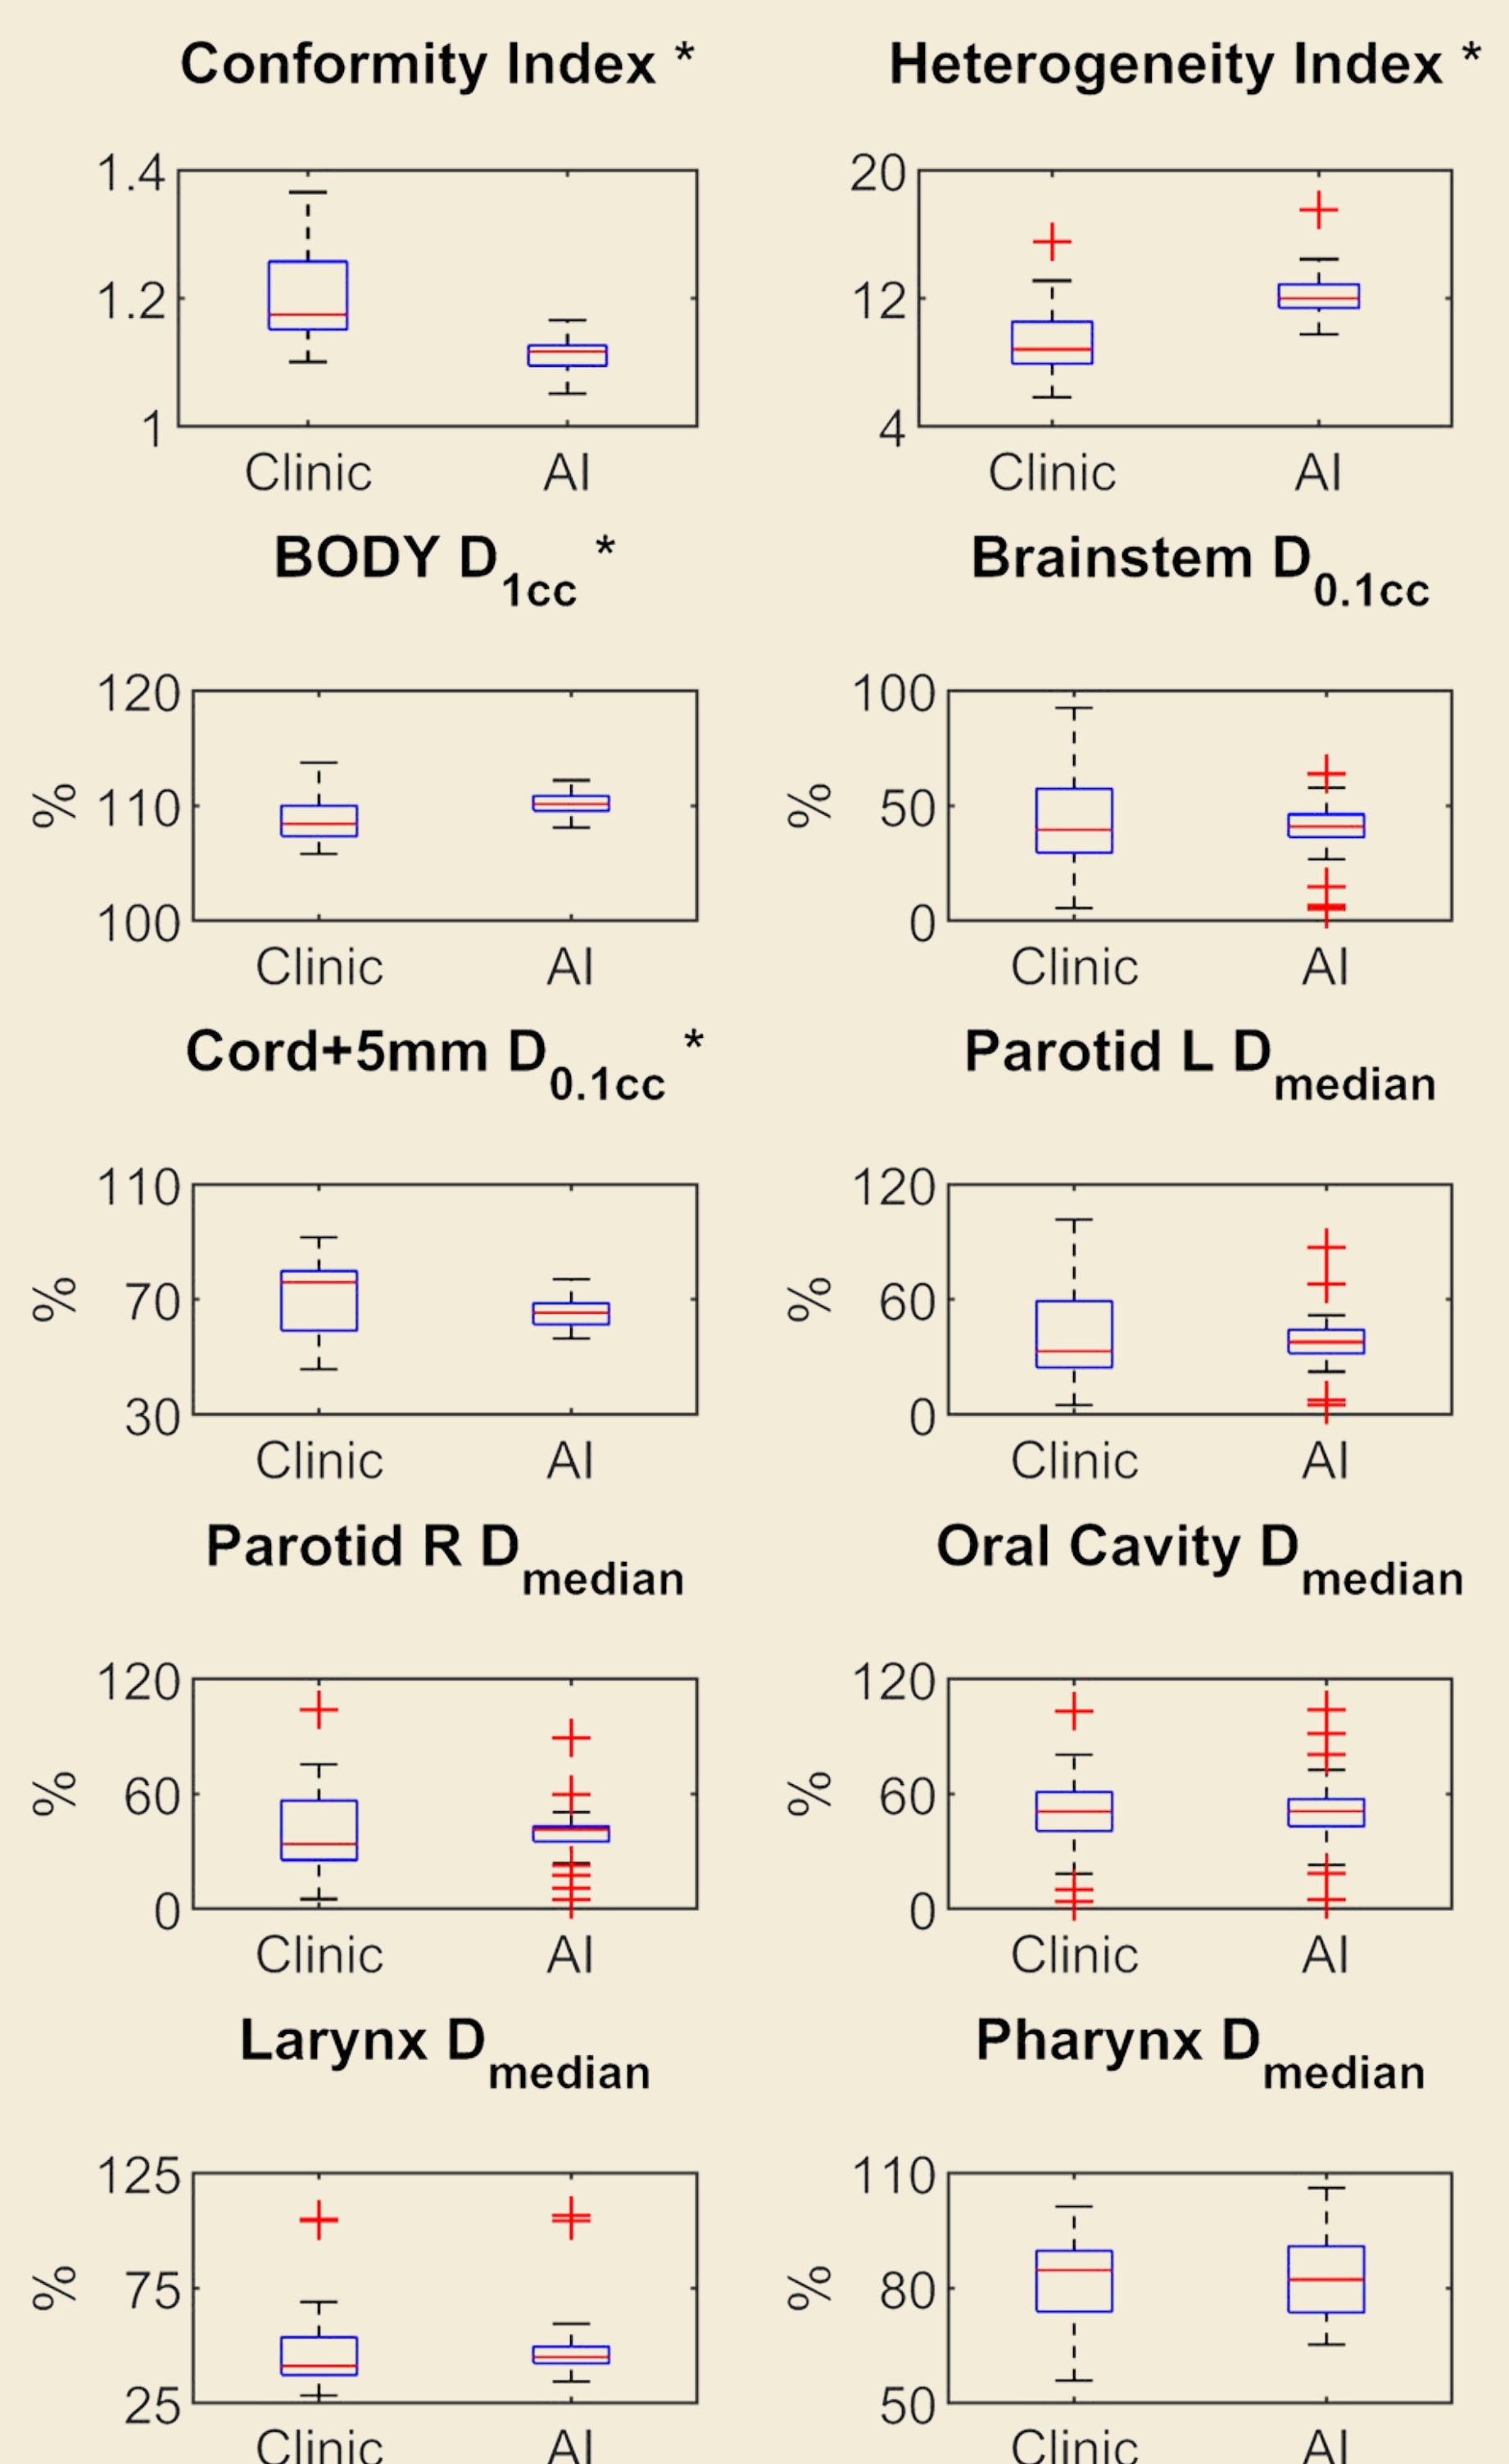 Conformity Index * Heterogeneity Index *
1.4 20
1.2 12
1 4
Clinic AI Clinic AI
BODY D1cc * Brainstem D0.1cc
120 100
% 110 % 50
100 0
Clinic AI Clinic AI
Cord+5mm D0.1cc * Parotid L Dmedian
110 120
% 70 % 60
30 0
Clinic AI Clinic AI
Parotid R Dmedian Oral Cavity Dmedian
120 120
% 60 % 60
0 0
Clinic AI Clinic AI
Larynx Dmedian Pharynx Dmedian
125 110
% 75 % 80
25 50
Clinic AI Clinic AI